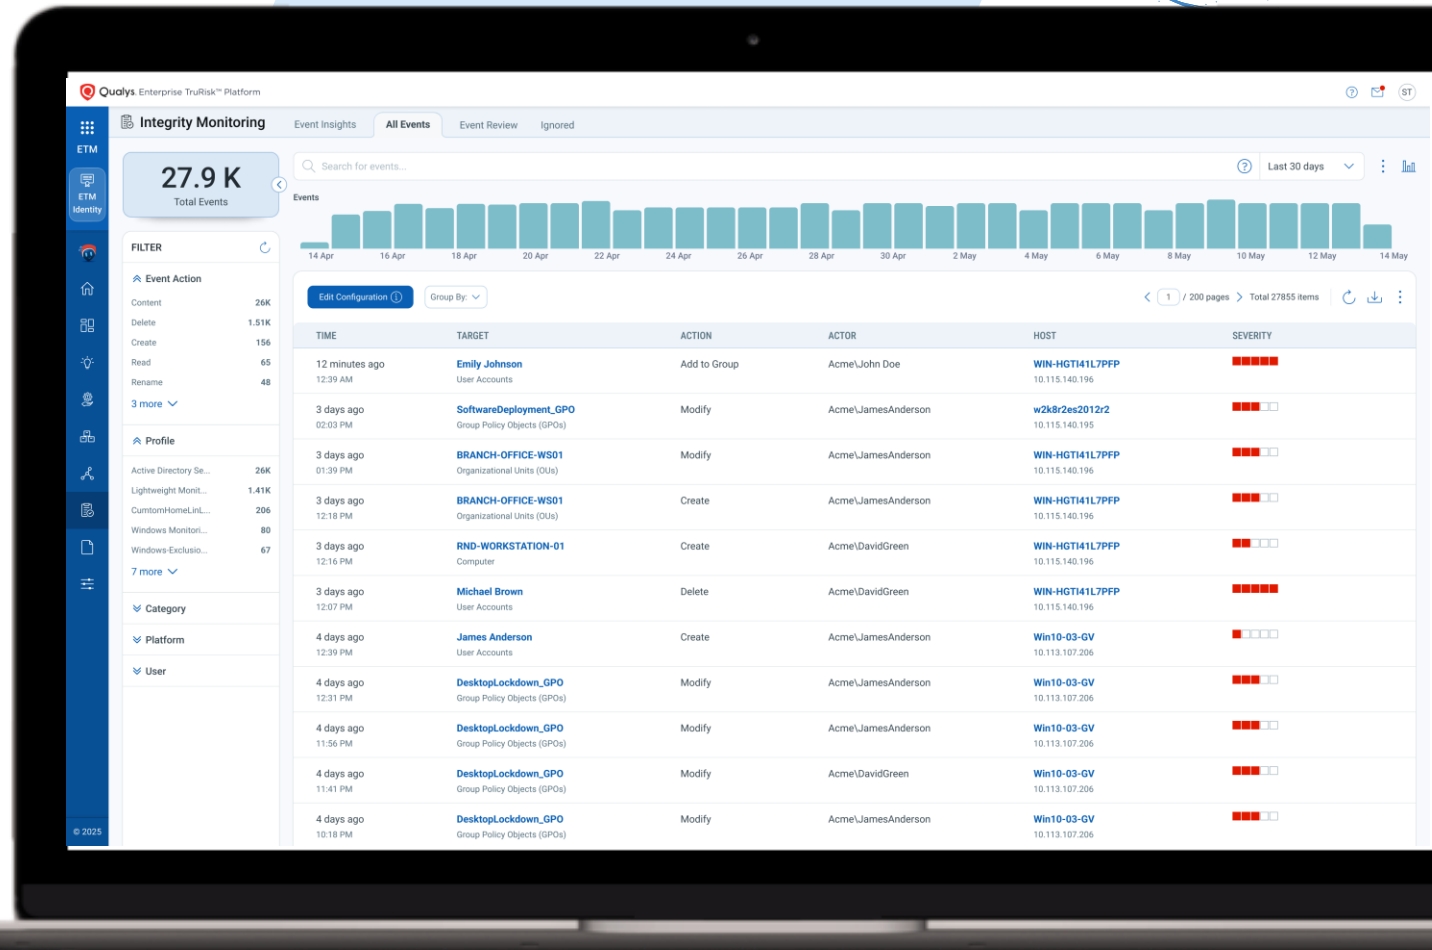 Qualys. Enterprise TruRisk™ Platform
ST
ETM
ETM
Identity
© 2025
Integrity Monitoring
Event Insights
All Events
Event Review
Ignored
27.9 K
Total Events
Search for events...
Last 30 days
Events
14 Apr 16 Apr 18 Apr 20 Apr 22 Apr 24 Apr 26 Apr 28 Apr 30 Apr 2 May 4 May 6 May 8 May 10 May 12 May 14 May
FILTER
Event Action
Content 26K
Delete 1.51K
Create 156
Read 65
Rename 48
3 more
Profile
Active Directory Se... 26K
Lightweight Monit... 1.41K
CumtomHomeLinL... 206
Windows Monitori... 80
Windows-Exclusio... 67
7 more
Category
Platform
User
Edit Configuration
Group By:
1 / 200 pages Total 27855 items
TIME TARGET ACTION ACTOR HOST SEVERITY
12 minutes ago Emily Johnson Add to Group Acme\John Doe WIN-HGTI41L7PFP
12:39 AM User Accounts 10.115.140.196
3 days ago SoftwareDeployment_GPO Modify Acme\JamesAnderson w2k8r2es2012r2
02:03 PM Group Policy Objects (GPOs) 10.115.140.195
3 days ago BRANCH-OFFICE-WS01 Modify Acme\JamesAnderson WIN-HGTI41L7PFP
01:39 PM Organizational Units (OUs) 10.115.140.196
3 days ago BRANCH-OFFICE-WS01 Create Acme\JamesAnderson WIN-HGTI41L7PFP
12:18 PM Organizational Units (OUs) 10.115.140.196
3 days ago RND-WORKSTATION-01 Create Acme\DavidGreen WIN-HGTI41L7PFP
12:16 PM Computer 10.115.140.196
3 days ago Michael Brown Delete Acme\DavidGreen WIN-HGTI41L7PFP
12:07 PM User Accounts 10.115.140.196
4 days ago James Anderson Create Acme\JamesAnderson Win10-03-GV
12:39 PM User Accounts 10.113.107.206
4 days ago DesktopLockdown_GPO Modify Acme\JamesAnderson Win10-03-GV
12:31 PM Group Policy Objects (GPOs) 10.113.107.206
4 days ago DesktopLockdown_GPO Modify Acme\JamesAnderson Win10-03-GV
11:56 PM Group Policy Objects (GPOs) 10.113.107.206
4 days ago DesktopLockdown_GPO Modify Acme\DavidGreen Win10-03-GV
11:41 PM Group Policy Objects (GPOs) 10.113.107.206
4 days ago DesktopLockdown_GPO Modify Acme\JamesAnderson Win10-03-GV
10:18 PM Group Policy Objects (GPOs) 10.113.107.206